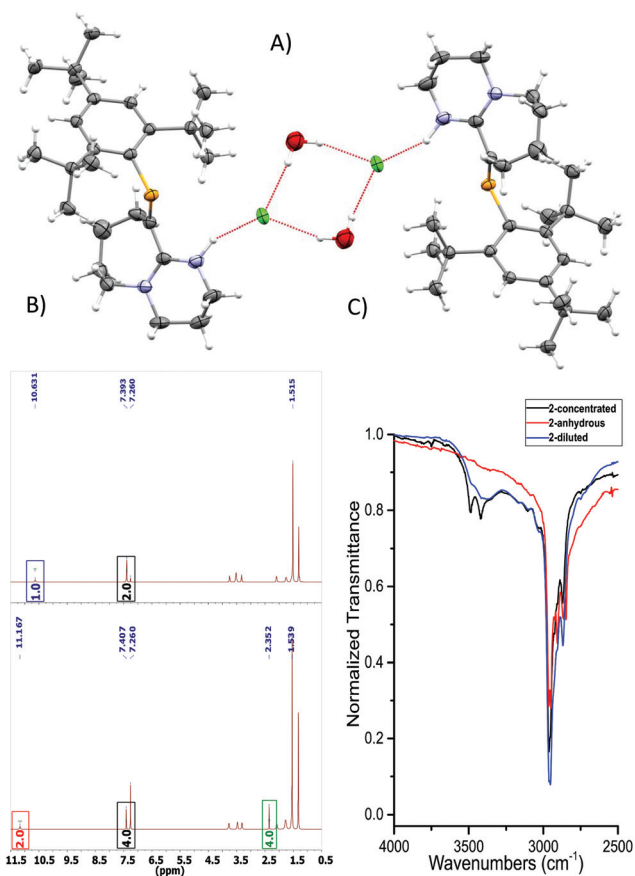 A)
B)
C)
10.631
7.393
7.260
1.515
1.0
2.0
11.167
7.407
7.260
2.352
1.539
2.0
4.0
4.0
11.5 10.5 9.5 8.5 7.5 6.5 5.5 4.5 3.5 2.5 1.5 0.5
(ppm)
2-concentrated
2-anhydrous
2-diluted
Normalized Transmittance
1.0
0.8
0.6
0.4
0.2
0.0
4000 3500 3000 2500
Wavenumbers (cm⁻¹)